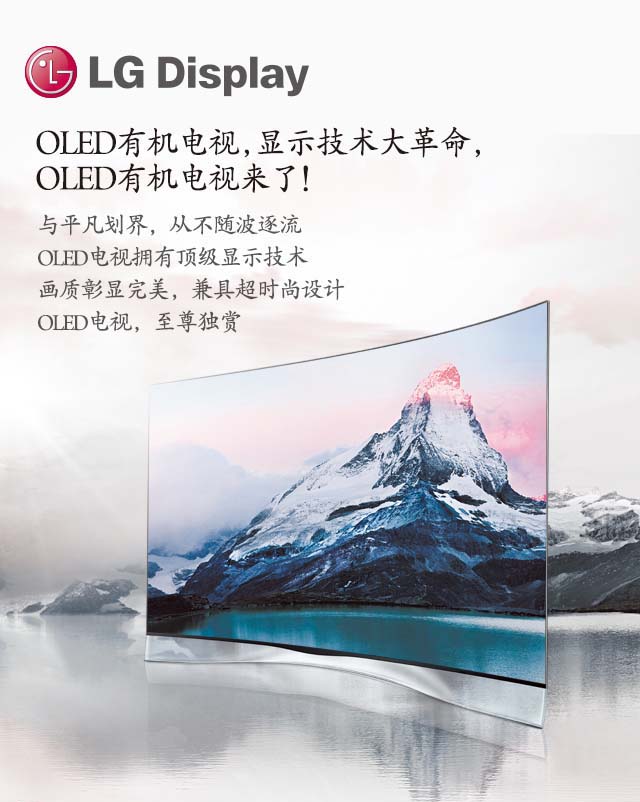 LG Display
OLED有机电视,显示技术大革命,
OLED有机电视来了!
与平凡划界，从不随波逐流
OLED电视拥有顶级显示技术
画质彰显完美，兼具超时尚设计
OLED电视，至尊独赏